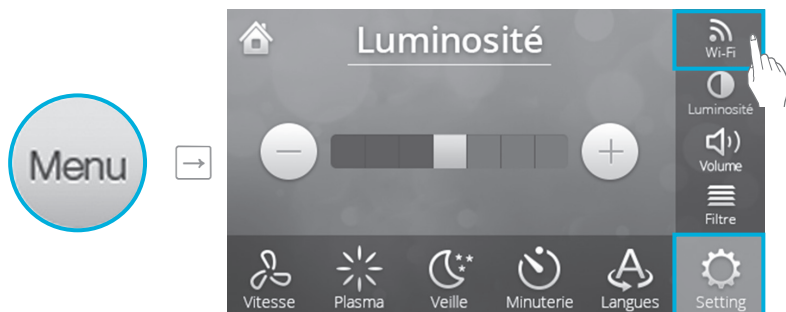 Menu
Luminosité
Wi-Fi
Luminosité
Volume
Filtre
Vitesse
Plasma
Veille
Minuterie
Langues
Setting